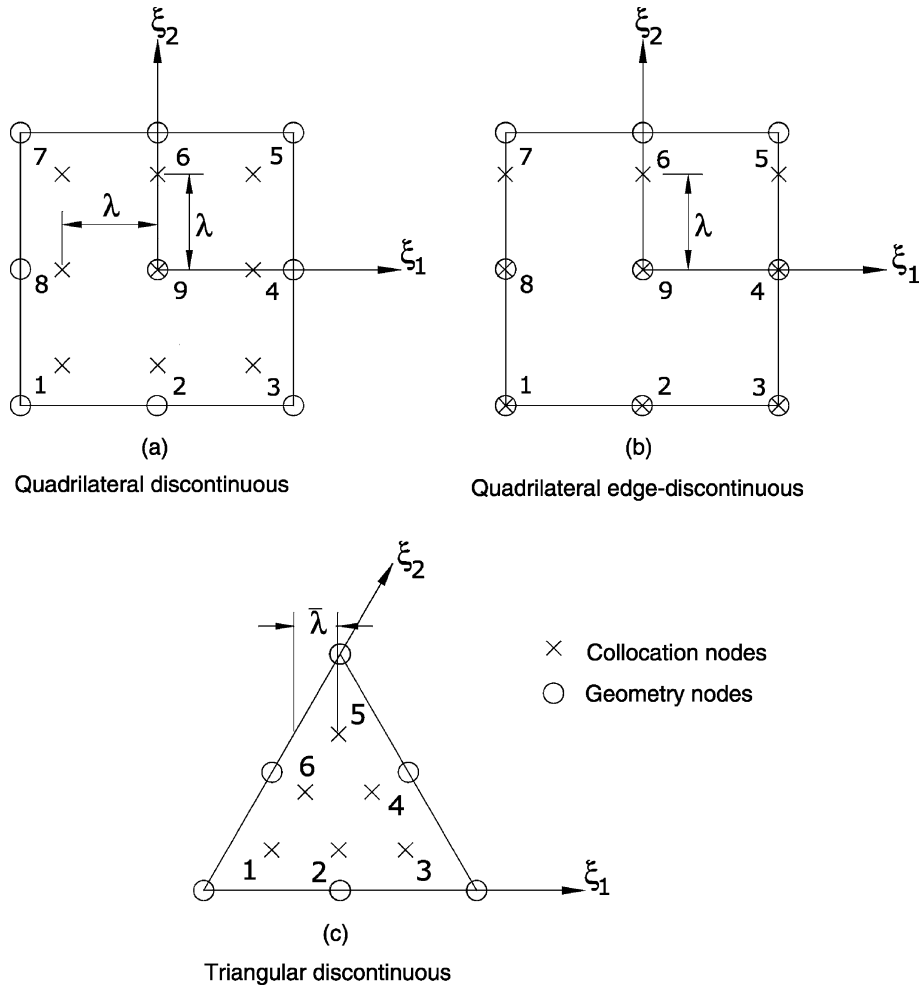 ξ2
ξ2
7 6 5
7 6 5
λ
λ
λ
ξ1
ξ1
8 9 4
8 9 4
1 2 3
1 2 3
(a)
(b)
Quadrilateral discontinuous
Quadrilateral edge-discontinuous
ξ2
λ̄
Collocation nodes
Geometry nodes
5
6
4
1 2 3
ξ1
(c)
Triangular discontinuous